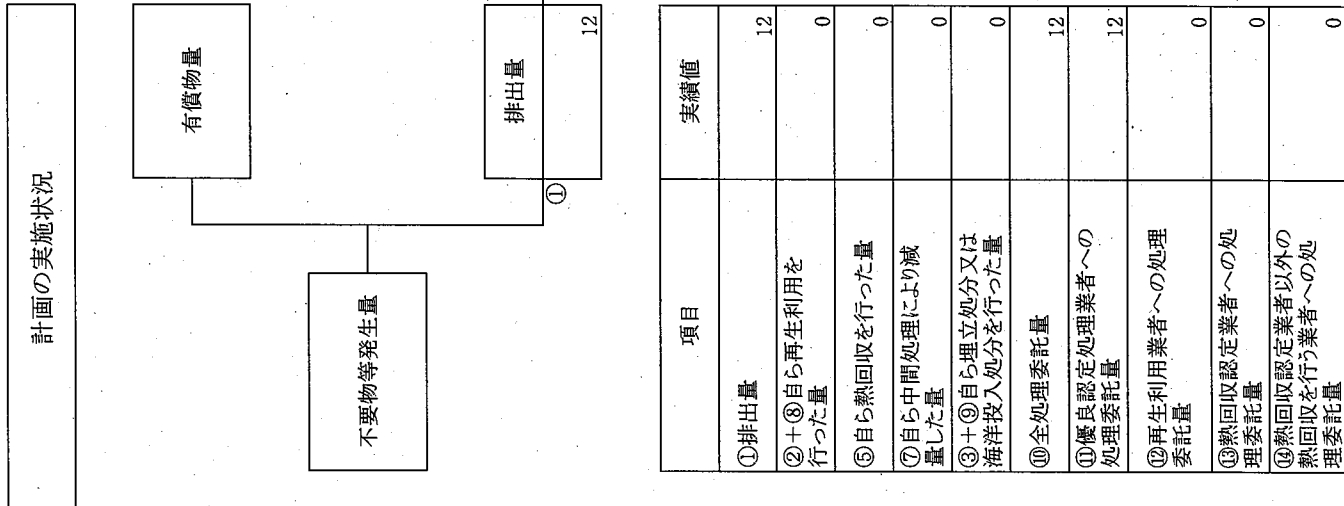 計画の実施状況
有償物量
不要物等発生量
①
排出量
12
項目
実績値
①排出量
12
②+⑧自ら再生利用を
行った量
0
⑤自ら熱回収を行った量
0
⑦自ら中間処理により減
量した量
0
③+⑨自ら埋立処分又は
海洋投入処分を行った量
0
⑩全処理委託量
12
⑪優良認定処理業者への
処理委託量
12
⑫再生利用業者への処理
委託量
0
⑬熱回収認定業者への処
理委託量
0
⑭熱回収認定業者以外の
熱回収を行う業者への処
理委託量
0